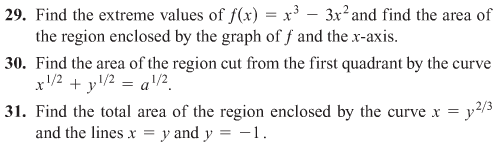 29. Find the extreme values of f(x) = x³ − 3x² and find the area of
the region enclosed by the graph of f and the x-axis.
30. Find the area of the region cut from the first quadrant by the curve
x^{1/2} + y^{1/2} = a^{1/2}.
31. Find the total area of the region enclosed by the curve x = y^{2/3}
and the lines x = y and y = −1.